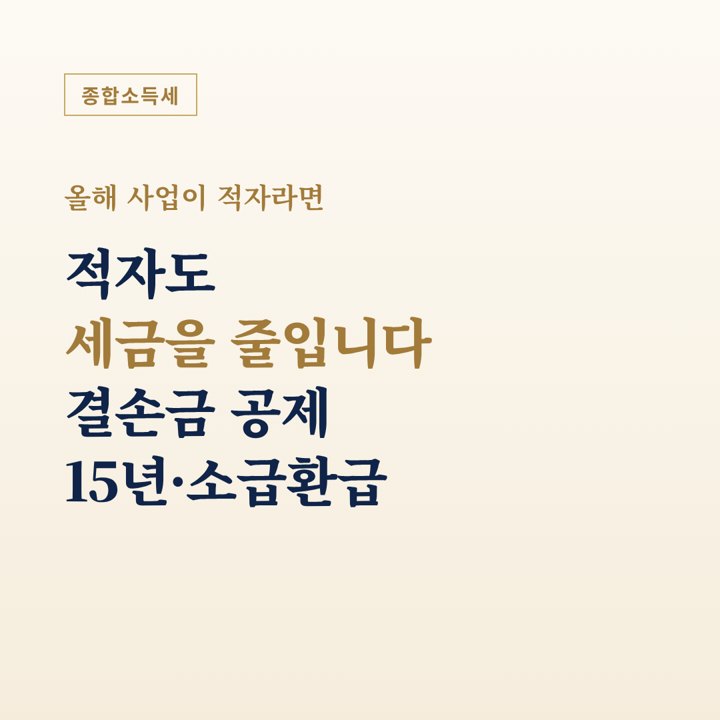 종합소득세
올해 사업이 적자라면
적자도
세금을 줄입니다
결손금 공제
15년·소급환급